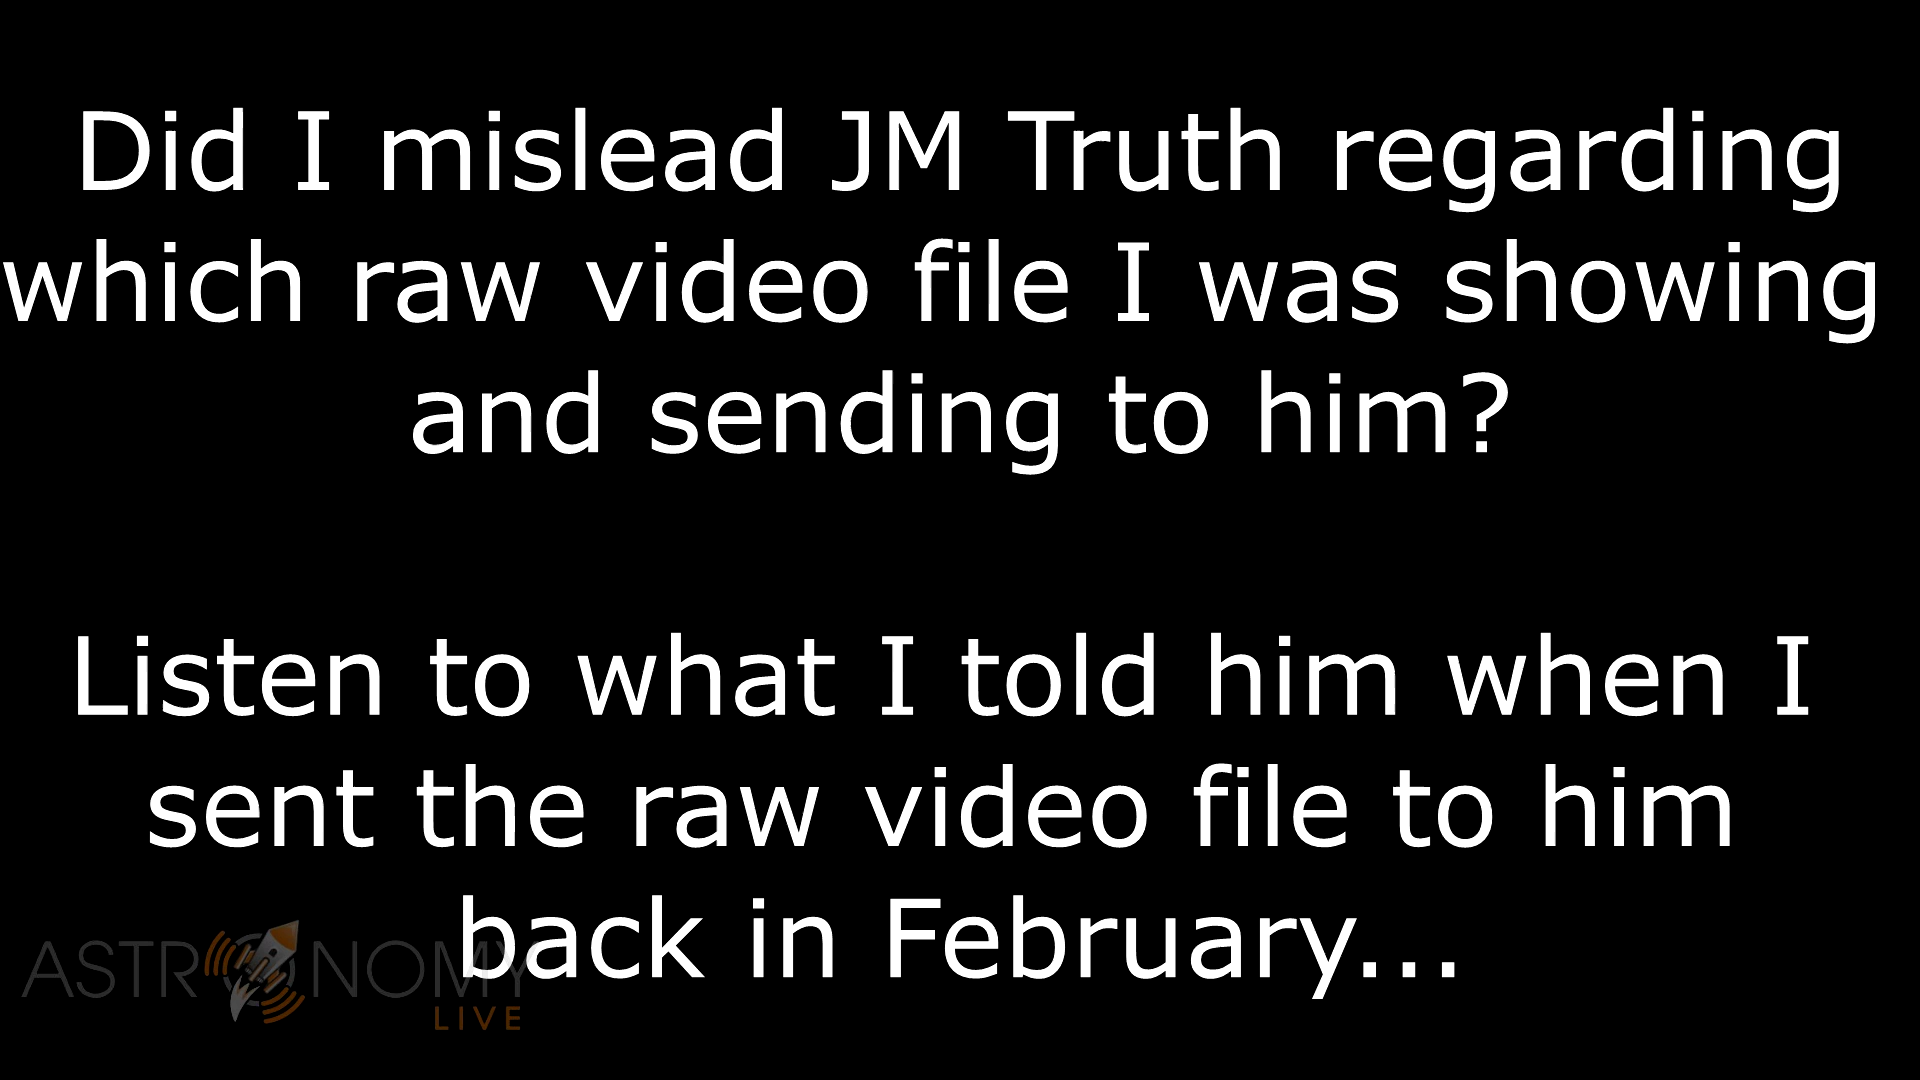 Did I mislead JM Truth regarding
which raw video file I was showing
and sending to him?
Listen to what I told him when I
sent the raw video file to him
back in February...
ASTRONOMY
LIVE